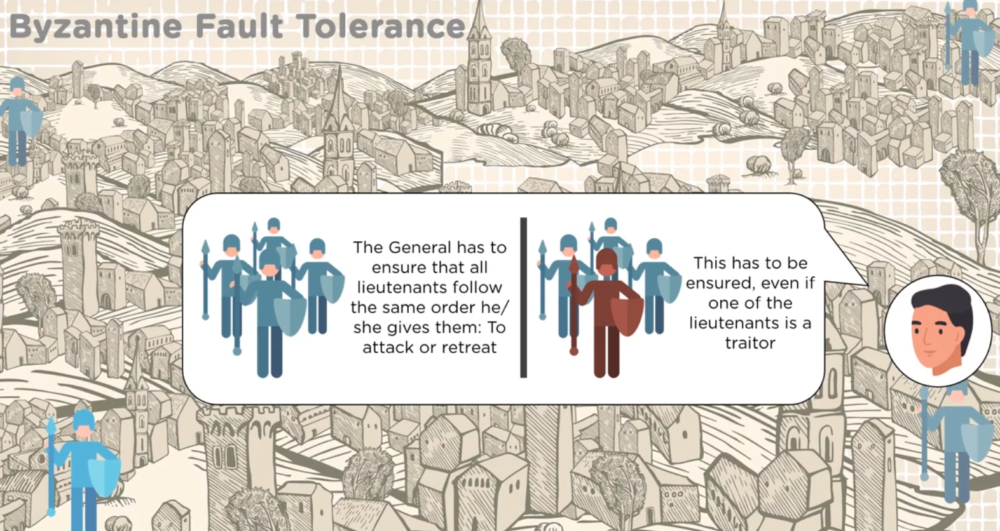 Byzantine Fault Tolerance
The General has to
ensure that all
lieutenants follow
the same order he/
she gives them: To
attack or retreat
This has to be
ensured, even if
one of the
lieutenants is a
traitor